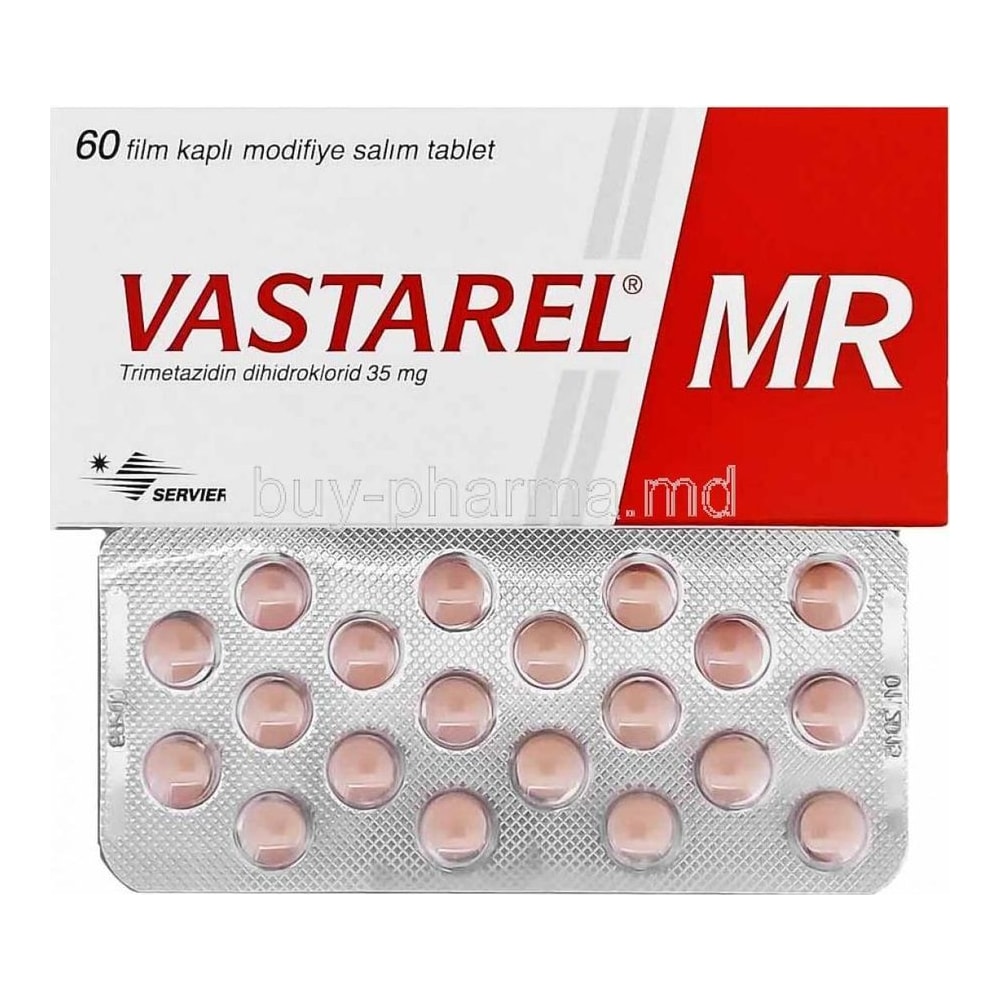 60 film kaplı modifiye salım tablet
VASTAREL® MR
Trimetazidin dihidroklorid 35 mg
SERVIER
buy-pharma.md